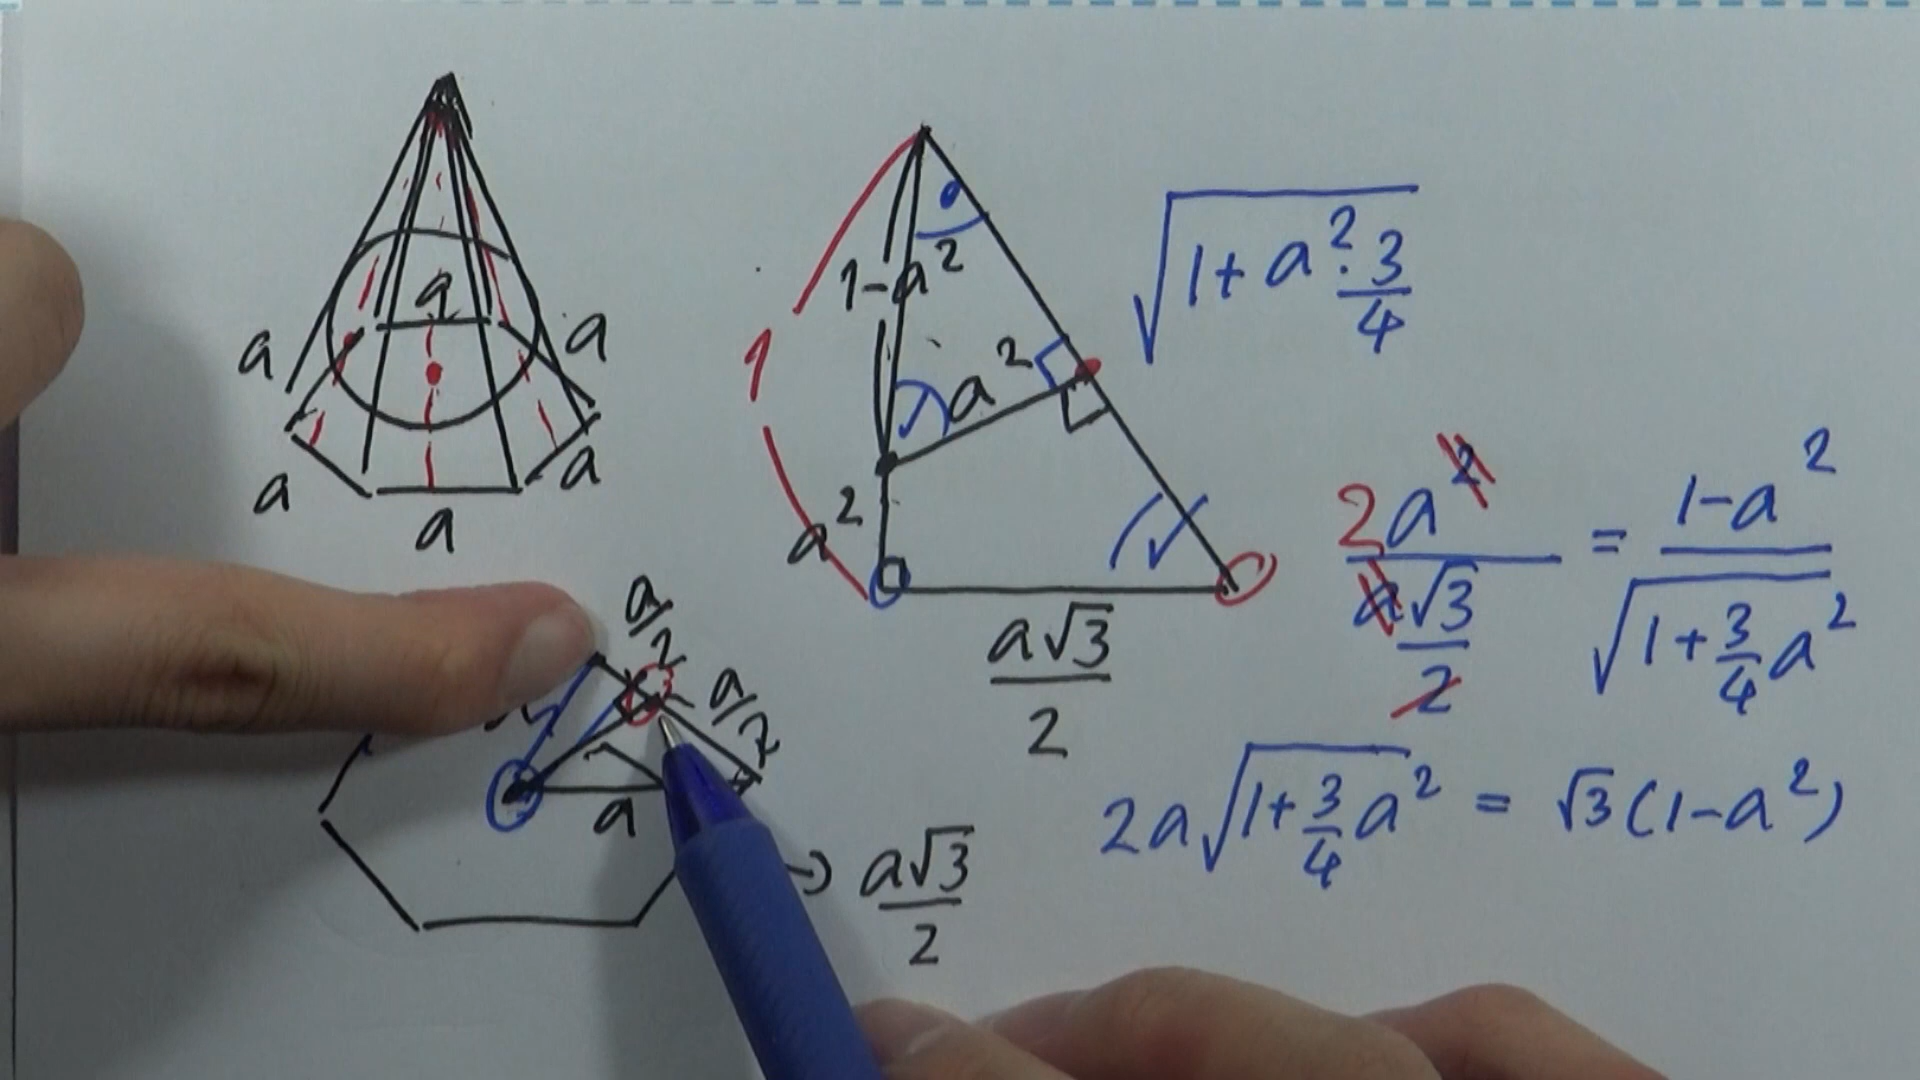 a
a
a
a
a
a
1
1-a²
a²
a²
a√3/2
√(1+a²·3/4)
2a²/(a√3/2) = (1-a²)/√(1+3/4a²)
2a√(1+3/4a²) = √3(1-a²)
a/2
a/2
a
→ a√3/2